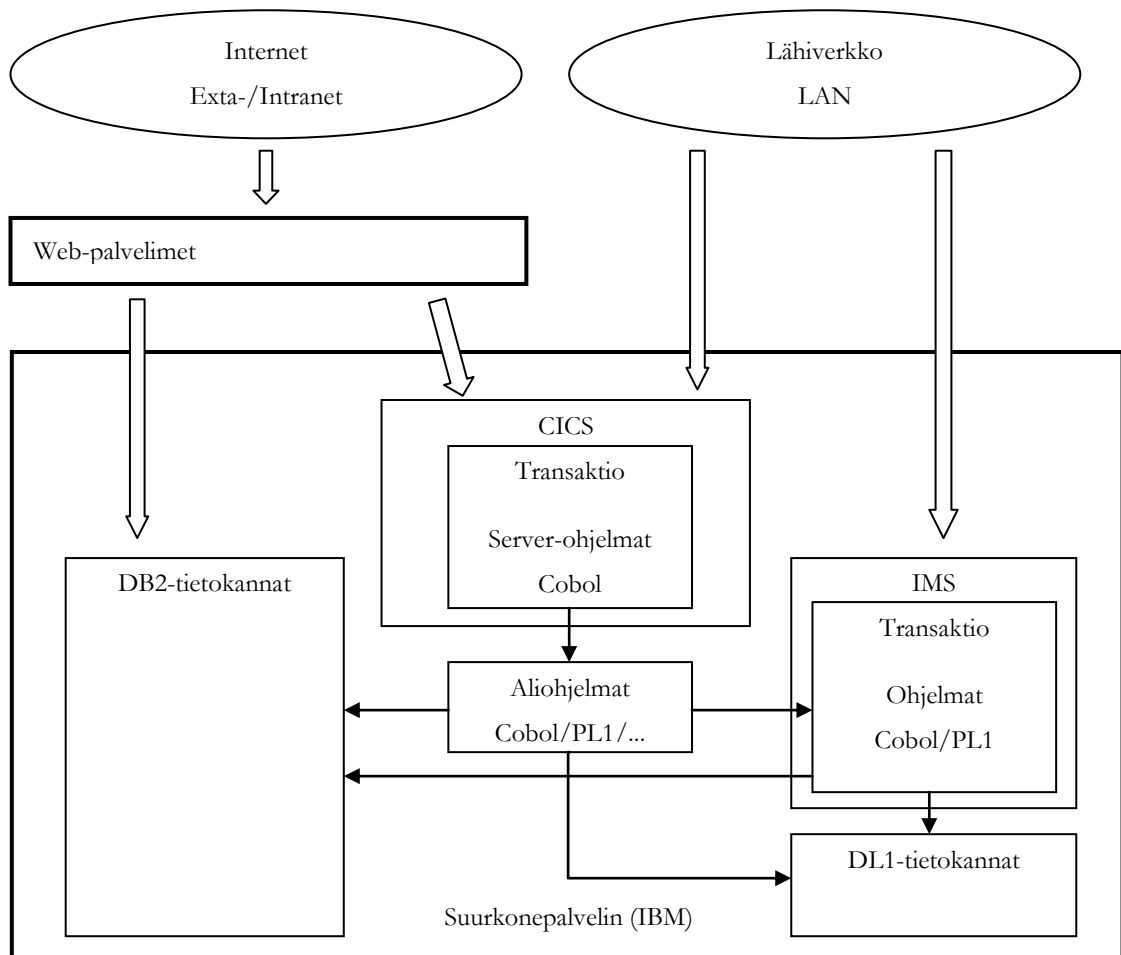 Internet
Exta-/Intranet
Lähiverkko
LAN
Web-palvelimet
CICS
Transaktio
Server-ohjelmat
Cobol
DB2-tietokannat
IMS
Transaktio
Ohjelmat
Cobol/PL1
Aliohjelmat
Cobol/PL1/...
DL1-tietokannat
Suurkonepalvelin (IBM)